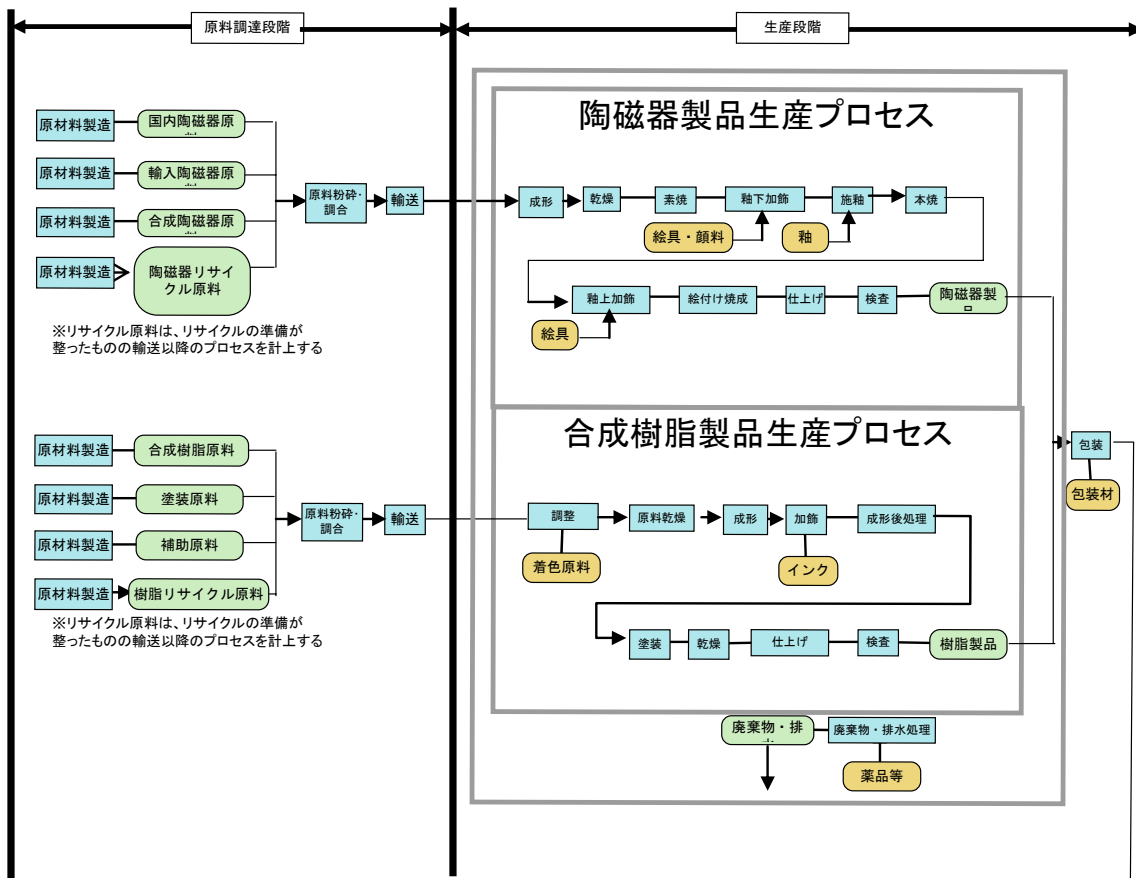 原料調達段階
生産段階
陶磁器製品生産プロセス
原材料製造
国内陶磁器原
原材料製造
輸入陶磁器原
原材料製造
合成陶磁器原
原材料製造
陶磁器リサイ
クル原料
原料粉砕・
調合
輸送
※リサイクル原料は、リサイクルの準備が
整ったものの輸送以降のプロセスを計上する
成形
乾燥
素焼
釉下加飾
施釉
本焼
絵具・顔料
釉
釉上加飾
絵付け焼成
仕上げ
検査
陶磁器製
絵具
合成樹脂製品生産プロセス
原材料製造
合成樹脂原料
原材料製造
塗装原料
原材料製造
補助原料
原材料製造
樹脂リサイクル原料
原料粉砕・
調合
輸送
※リサイクル原料は、リサイクルの準備が
整ったものの輸送以降のプロセスを計上する
調整
原料乾燥
成形
加飾
成形後処理
着色原料
インク
塗装
乾燥
仕上げ
検査
樹脂製品
包装
包装材
廃棄物・排
廃棄物・排水処理
薬品等